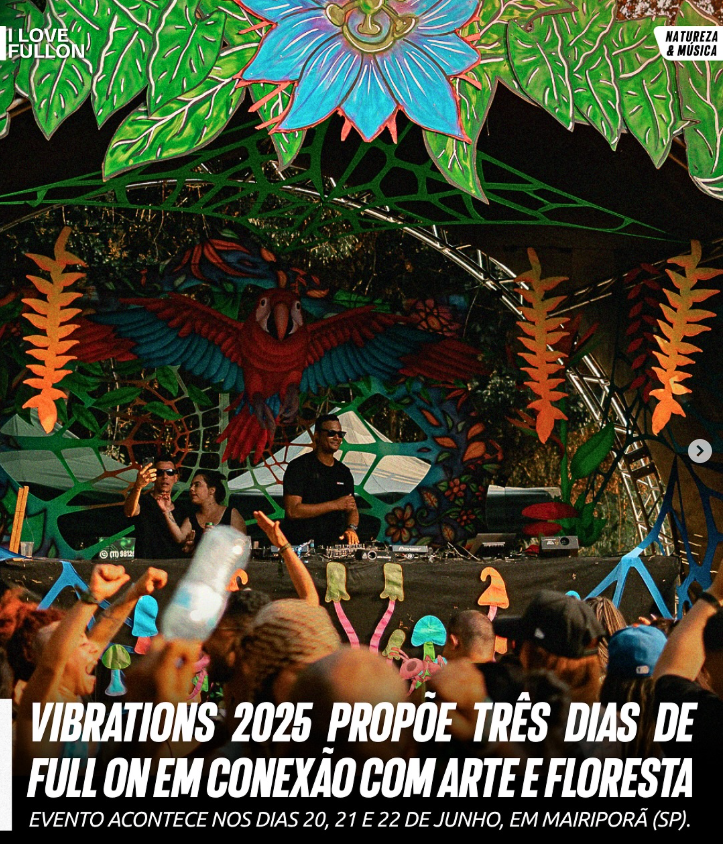 I LOVE
FULLON
NATUREZA
& MÚSICA
VIBRATIONS 2025 PROPÕE TRÊS DIAS DE
FULL ON EM CONEXÃO COM ARTE E FLORESTA
EVENTO ACONTECE NOS DIAS 20, 21 E 22 DE JUNHO, EM MAIRIPORÃ (SP).